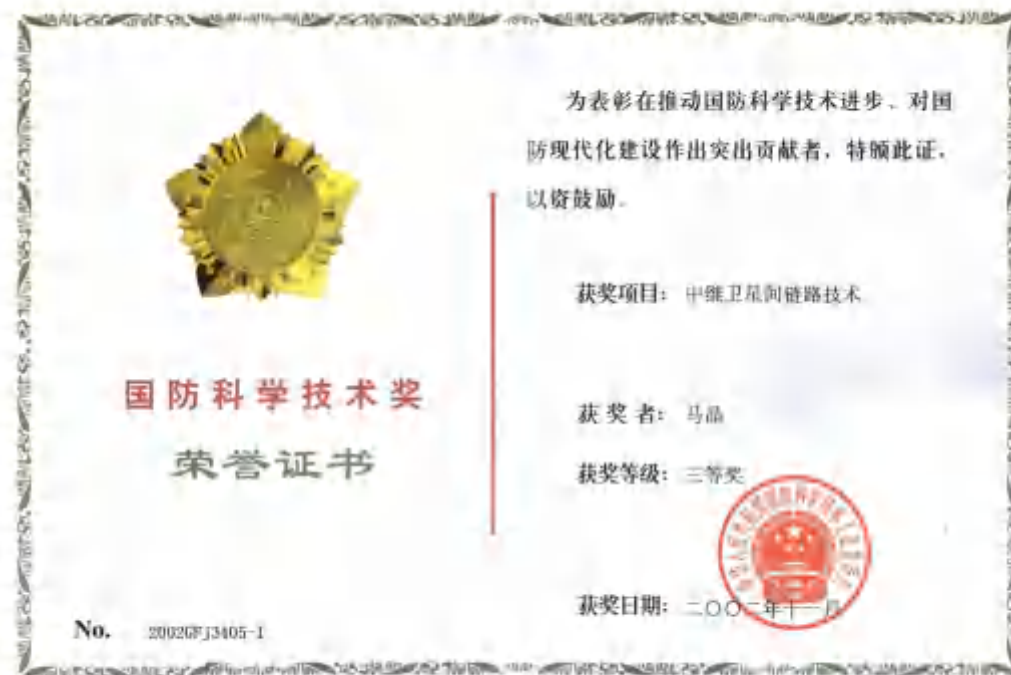 国防科学技术奖
荣誉证书
No. 2002GFJ3405-1
为表彰在推动国防科学技术进步、对国
防现代化建设作出突出贡献者，特颁此证，
以资鼓励。
获奖项目：中继卫星间链路技术
获奖者：马晶
获奖等级：三等奖
获奖日期：二〇〇二年十一月